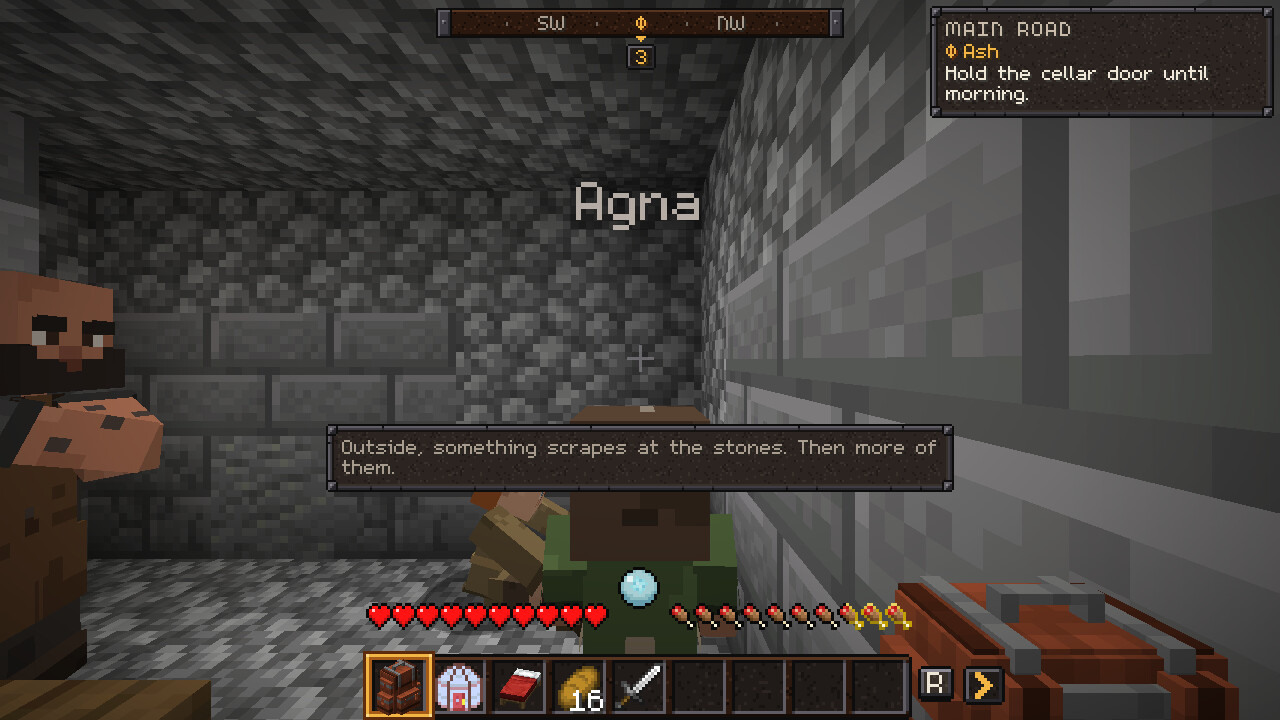 SW
NW
3
MAIN ROAD
Ash
Hold the cellar door until
morning.
Agna
Outside, something scrapes at the stones. Then more of
them.
16
R